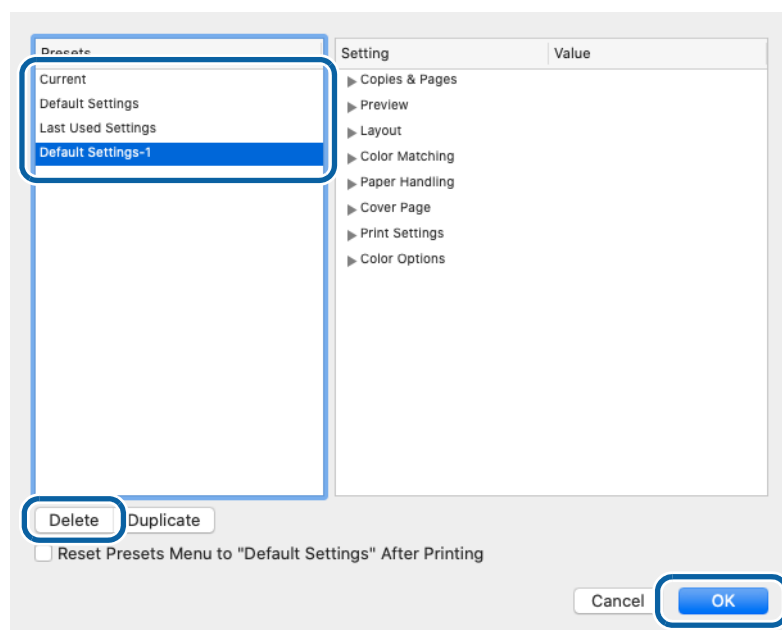 Presets
Setting Value
Current
Default Settings
Last Used Settings
Default Settings-1
Copies & Pages
Preview
Layout
Color Matching
Paper Handling
Cover Page
Print Settings
Color Options
Delete Duplicate
Reset Presets Menu to "Default Settings" After Printing
Cancel OK